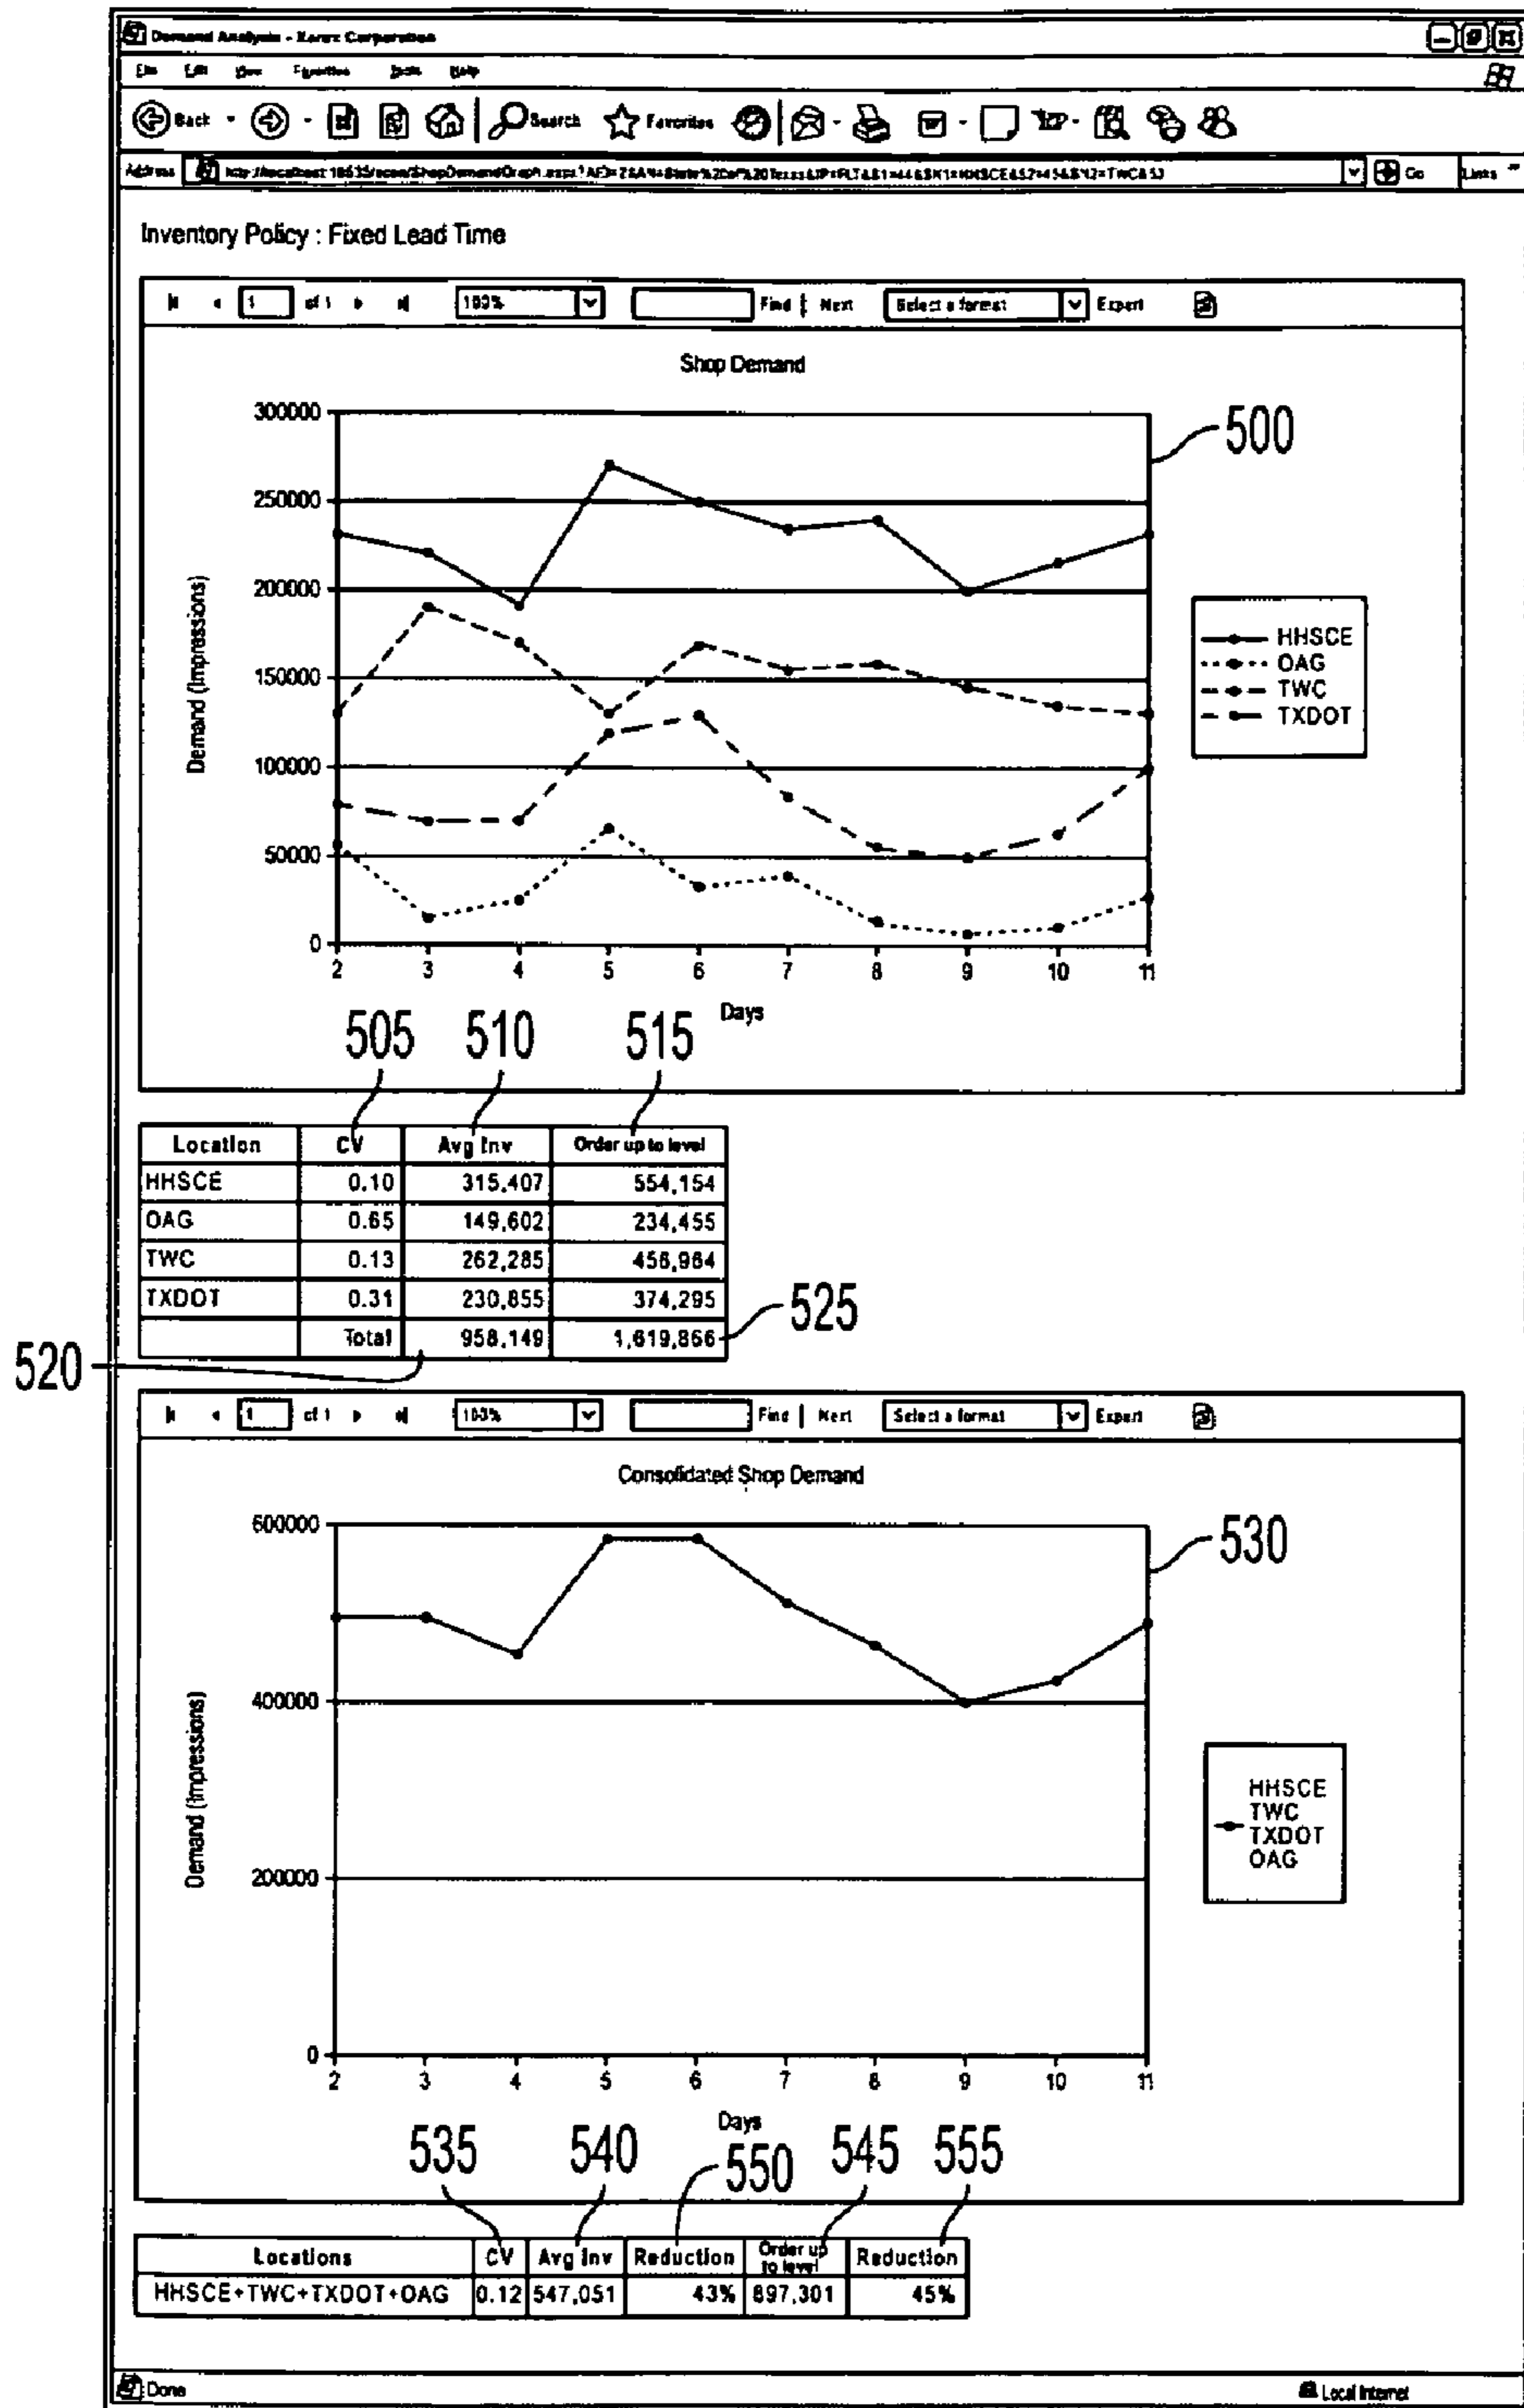 Demand Analysis - Xerox Corporation
File Edit View Favorites Tools Help
Back Search Favorites
Address Go Links
Inventory Policy : Fixed Lead Time
1 of 1 100% Find | Next Select a format Export
Shop Demand
300000
250000
200000
150000
100000
50000
0
Demand (Impressions)
2 3 4 5 6 7 8 9 10 11
Days
500
HHSCE
OAG
TWC
TXDOT
505 510 515
Location CV Avg Inv Order up to level
HHSCE 0.10 315,407 554,154
OAG 0.65 149,602 234,455
TWC 0.13 262,285
TXDOT 0.31 230,855 374,295
Total 958,149 1,619,866
520
525
1 of 1 100% Find | Next Select a format Export
Consolidated Shop Demand
600000
400000
200000
0
Demand (Impressions)
2 3 4 5 6 7 8 9 10 11
Days
530
HHSCE
TWC
TXDOT
OAG
535 540 550 545 555
Locations CV Avg Inv Reduction Order up to level Reduction
HHSCE+TWC+TXDOT+OAG 0.12 547,051 43% 897,301 45%
Done Local Internet